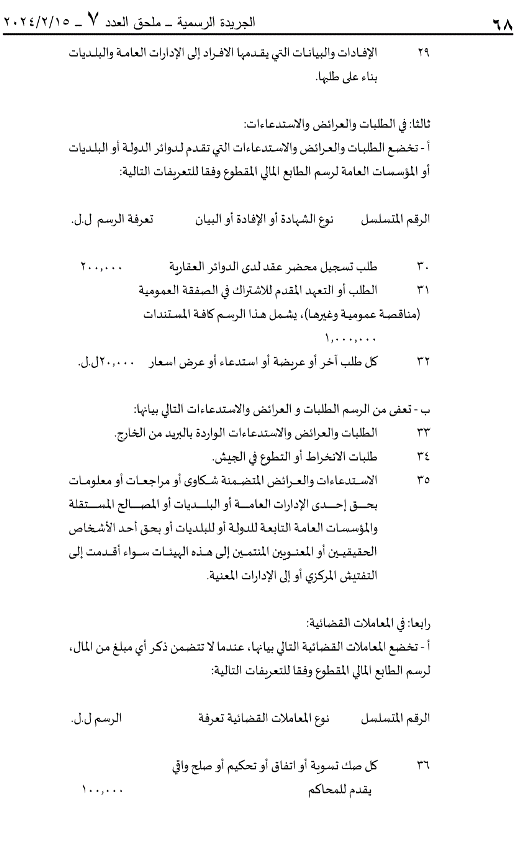 ٦٨ الجريدة الرسمية – ملحق العدد ٧ – ٢٠٢٤/٢/١٥
٢٩ الإفادات والبيانات التي يقدمها الافراد إلى الإدارات العامة والبلديات
بناء على طلبها.
ثالثا: في الطلبات والعرائض والاستدعاءات:
أ - تخضع الطلبات والعرائض والاستدعاءات التي تقدم لدوائر الدولة أو البلديات
أو المؤسسات العامة لرسم الطابع المالي المقطوع وفقا للتعريفات التالية:
الرقم المتسلسل نوع الشهادة أو الإفادة أو البيان تعرفة الرسم ل.ل.
٣٠ طلب تسجيل محضر عقد لدى الدوائر العقارية ٢٠٠,٠٠٠
٣١ الطلب أو التعهد المقدم للاشتراك في الصفقة العمومية
(مناقصة عمومية وغيرها)، يشمل هذا الرسم كافة المستندات
١,٠٠٠,٠٠٠
٣٢ كل طلب آخر أو عريضة أو استدعاء أو عرض اسعار ٢٠,٠٠٠ل.ل.
ب - تعفى من الرسم الطلبات و العرائض والاستدعاءات التالي بيانها:
٣٣ الطلبات والعرائض والاستدعاءات الواردة بالبريد من الخارج.
٣٤ طلبات الانخراط أو التطوع في الجيش.
٣٥ الاستدعاءات والعرائض المتضمنة شكاوى أو مراجعات أو معلومات
بحق إحدى الإدارات العامة أو البلديات أو المصالح المستقلة
والمؤسسات العامة التابعة للدولة أو للبلديات أو بحق أحد الأشخاص
الحقيقيين أو المعنويين المنتمين إلى هذه الهيئات سواء أقدمت إلى
التفتيش المركزي أو إلى الإدارات المعنية.
رابعا: في المعاملات القضائية:
أ - تخضع المعاملات القضائية التالي بيانها، عندما لا تتضمن ذكر أي مبلغ من المال،
لرسم الطابع المالي المقطوع وفقا للتعريفات التالية:
الرقم المتسلسل نوع المعاملات القضائية تعرفة الرسم ل.ل.
٣٦ كل صك تسوية أو اتفاق أو تحكيم أو صلح واقي
يقدم للمحاكم ١٠٠,٠٠٠